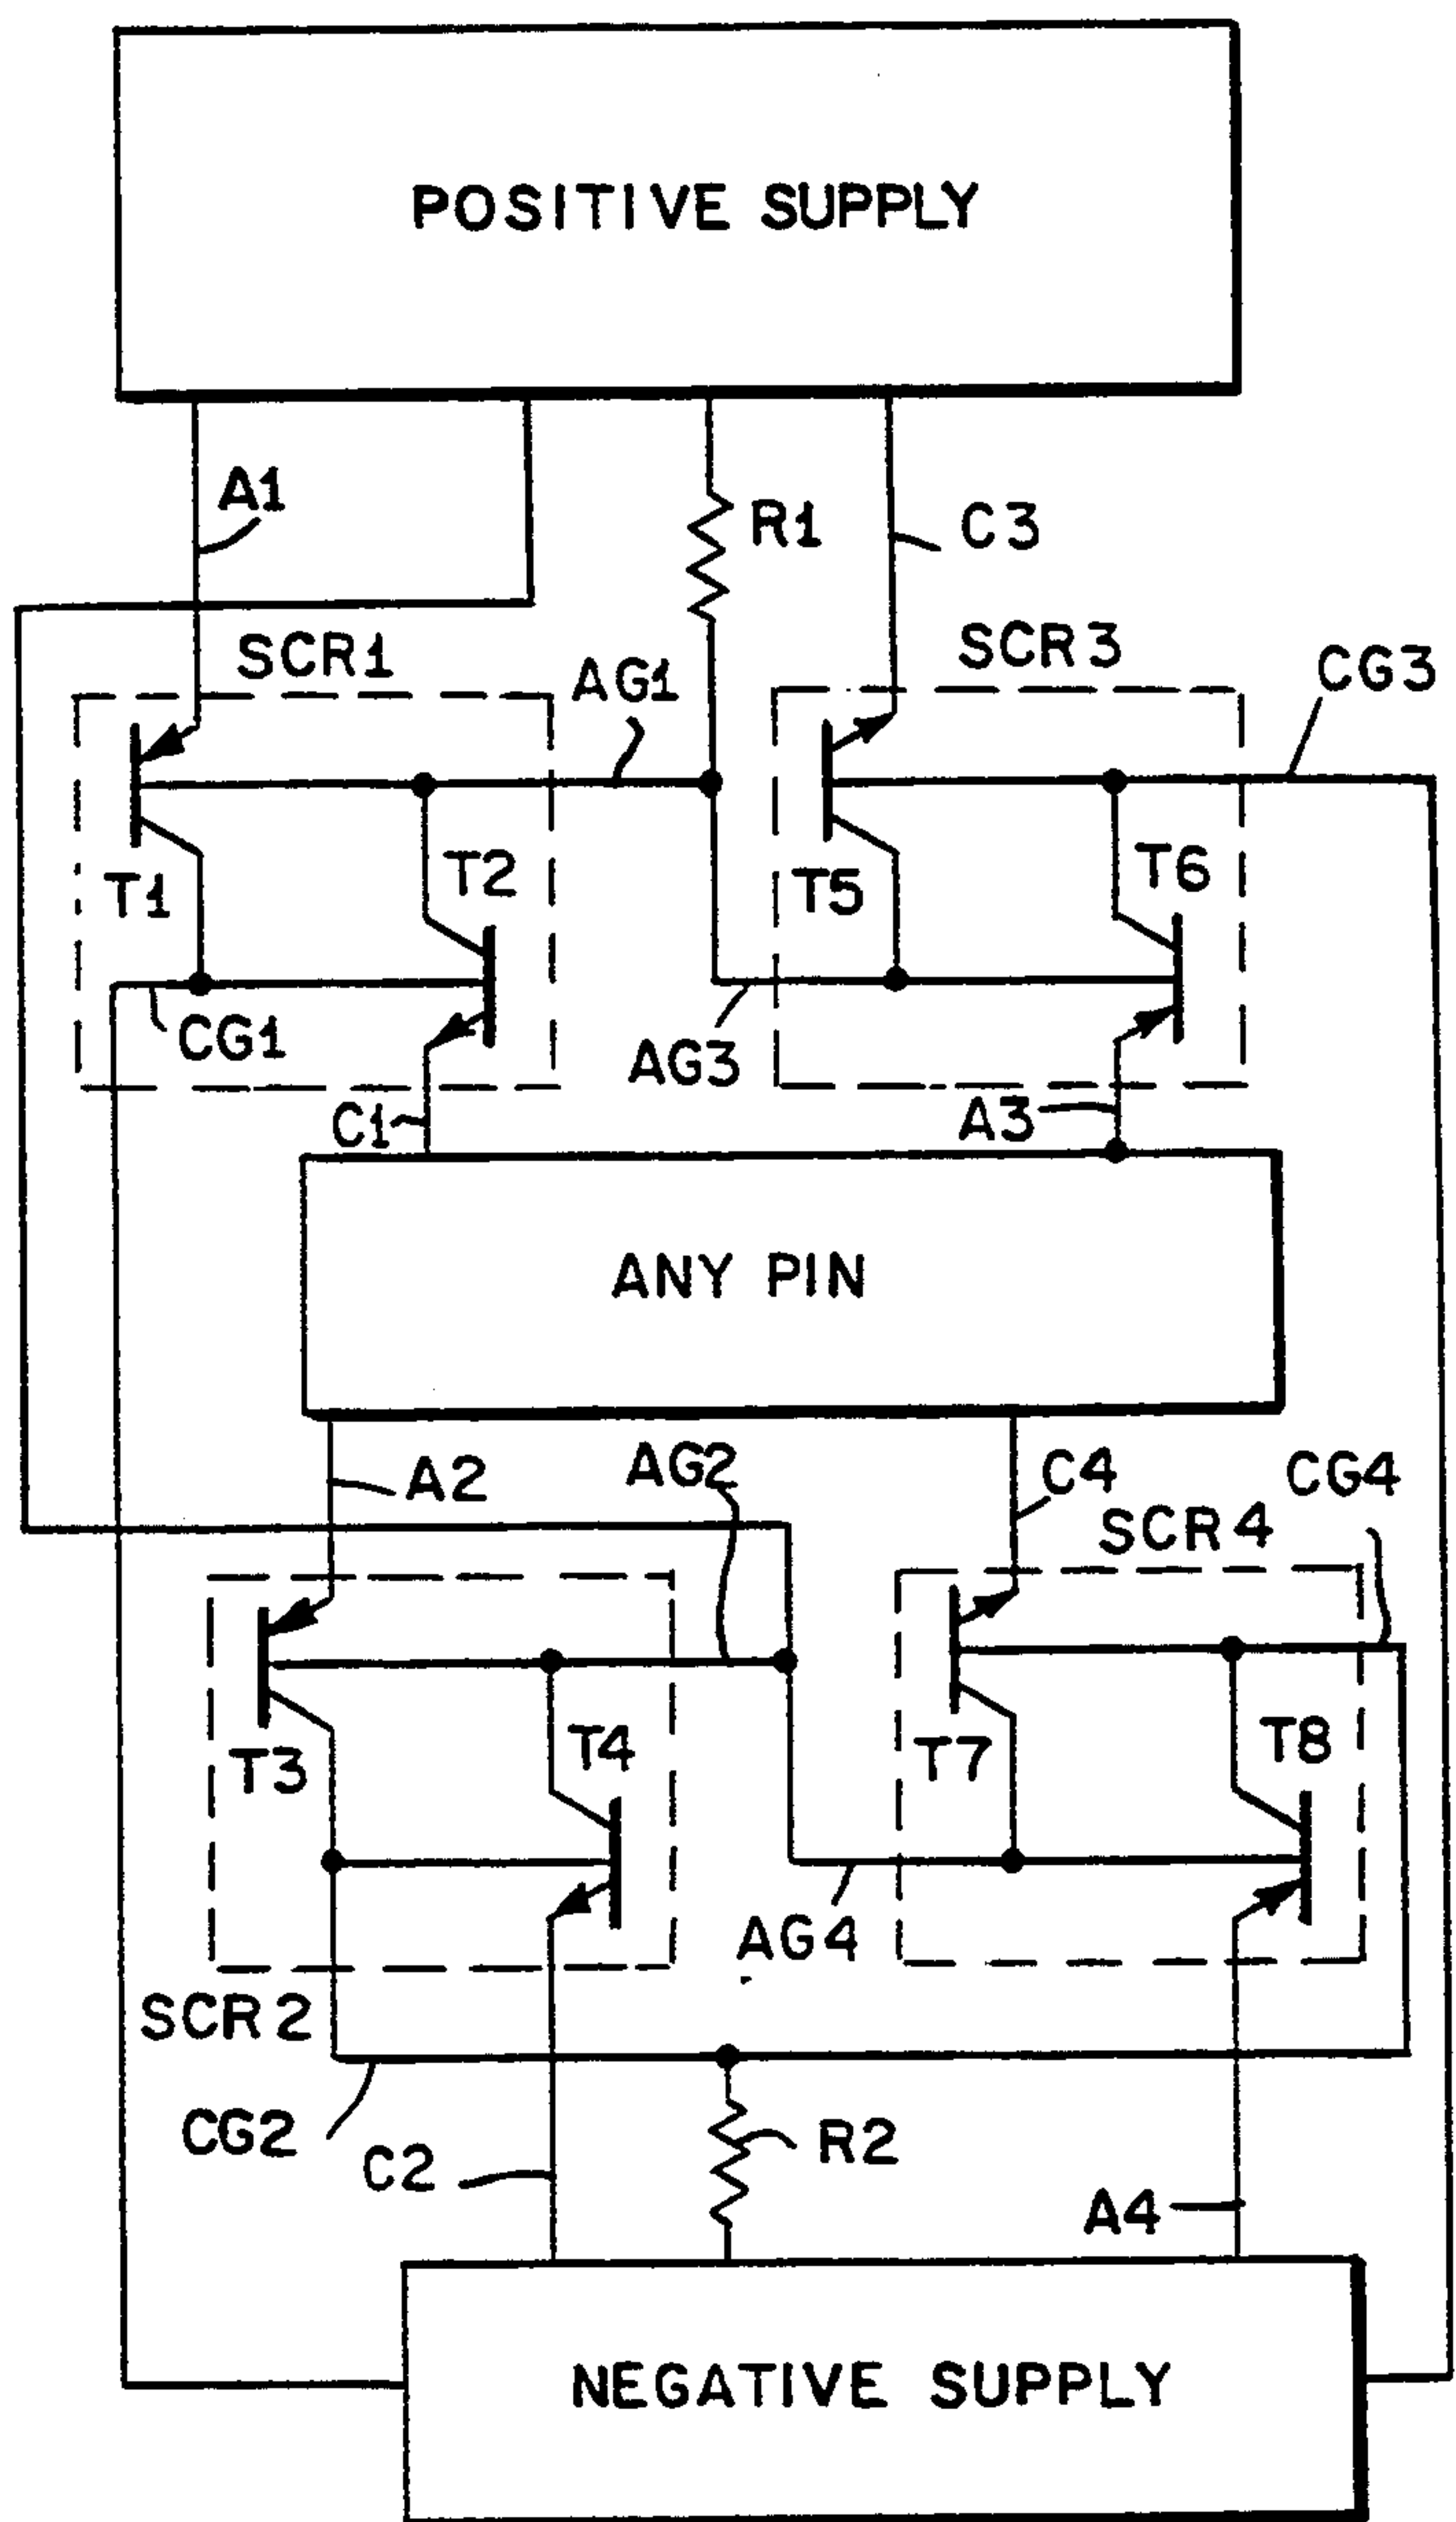 POSITIVE SUPPLY
A1
R1
C3
SCR1
AG1
SCR3
CG3
T1
T2
T5
T6
CG1
AG3
C1
A3
ANY PIN
A2
AG2
C4
CG4
SCR4
T3
T4
T7
T8
AG4
SCR2
CG2
C2
R2
A4
NEGATIVE SUPPLY